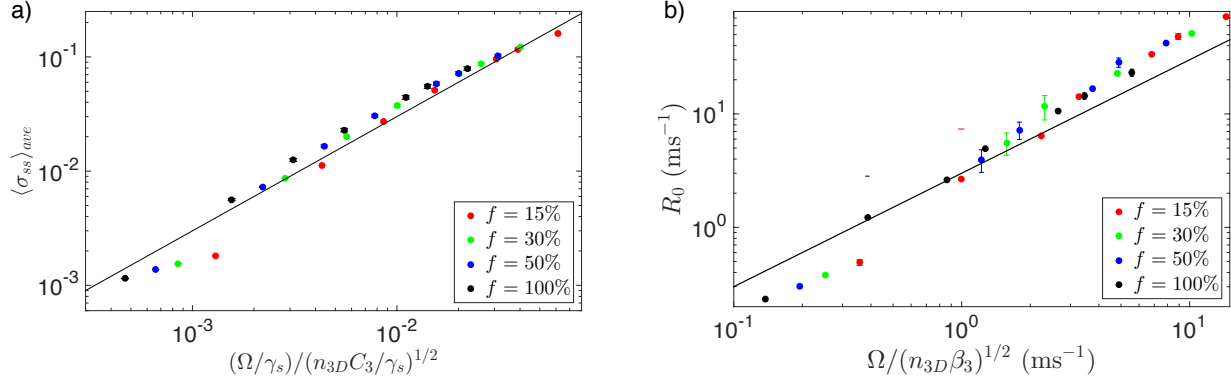 a)
⟨σ_ss⟩_ave
10^-1
10^-2
10^-3
f = 15%
f = 30%
f = 50%
f = 100%
10^-3 10^-2
(Ω/γ_s)/(n_3D C_3/γ_s)^1/2
b)
R_0 (ms^-1)
10^1
10^0
f = 15%
f = 30%
f = 50%
f = 100%
10^-1 10^0 10^1
Ω/(n_3D β_3)^1/2 (ms^-1)